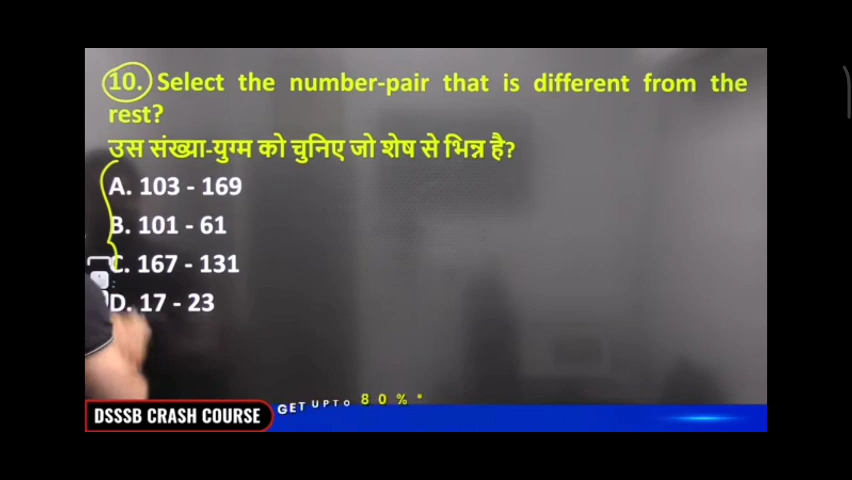 10. Select the number-pair that is different from the
rest?
उस संख्या-युग्म को चुनिए जो शेष से भिन्न है?
A. 103 - 169
B. 101 - 61
C. 167 - 131
D. 17 - 23
DSSSB CRASH COURSE GET UPTO 80% *